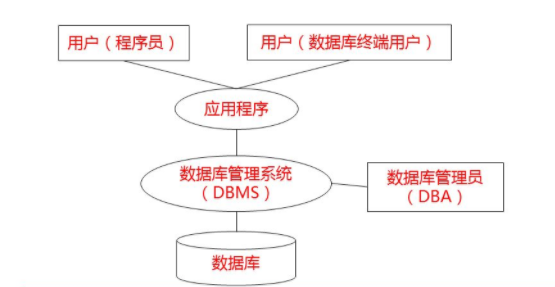 用户（程序员）
用户（数据库终端用户）
应用程序
数据库管理系统
（DBMS）
数据库管理员
（DBA）
数据库